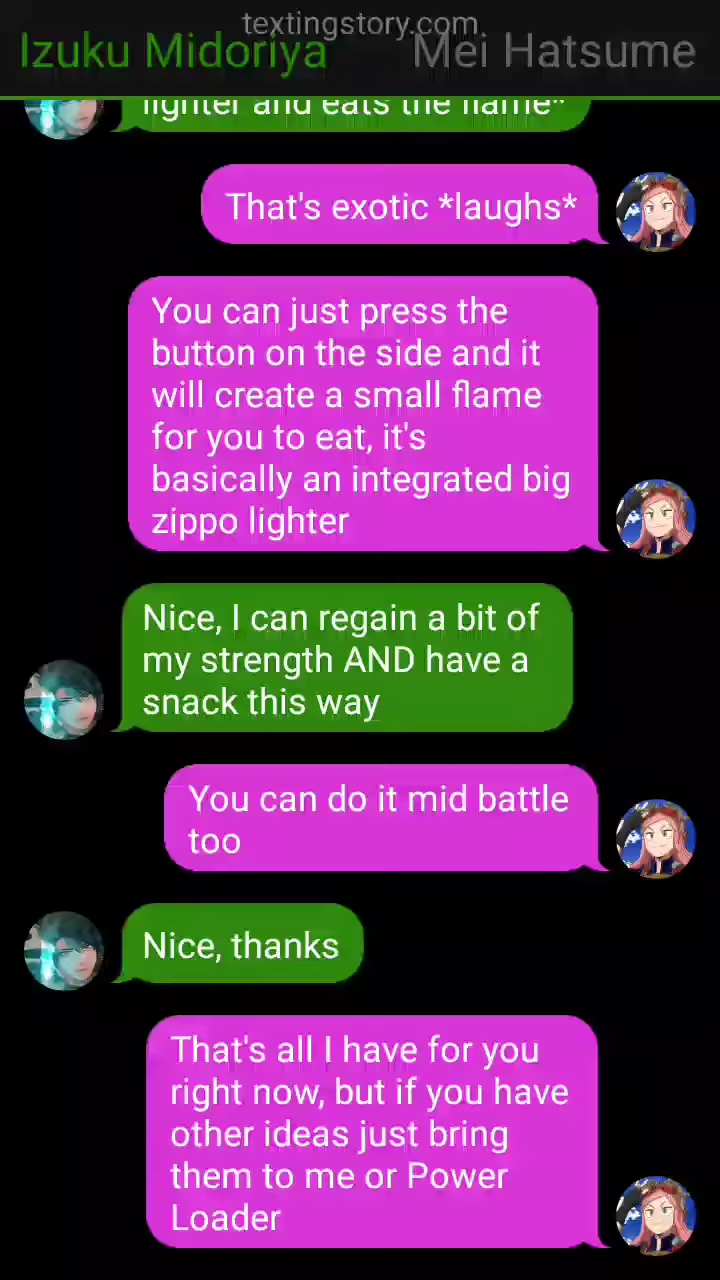 textingstory.com
Izuku Midoriya
Mei Hatsume
lighter and eats the flame*
That's exotic *laughs*
You can just press the
button on the side and it
will create a small flame
for you to eat, it's
basically an integrated big
zippo lighter
Nice, I can regain a bit of
my strength AND have a
snack this way
You can do it mid battle
too
Nice, thanks
That's all I have for you
right now, but if you have
other ideas just bring
them to me or Power
Loader